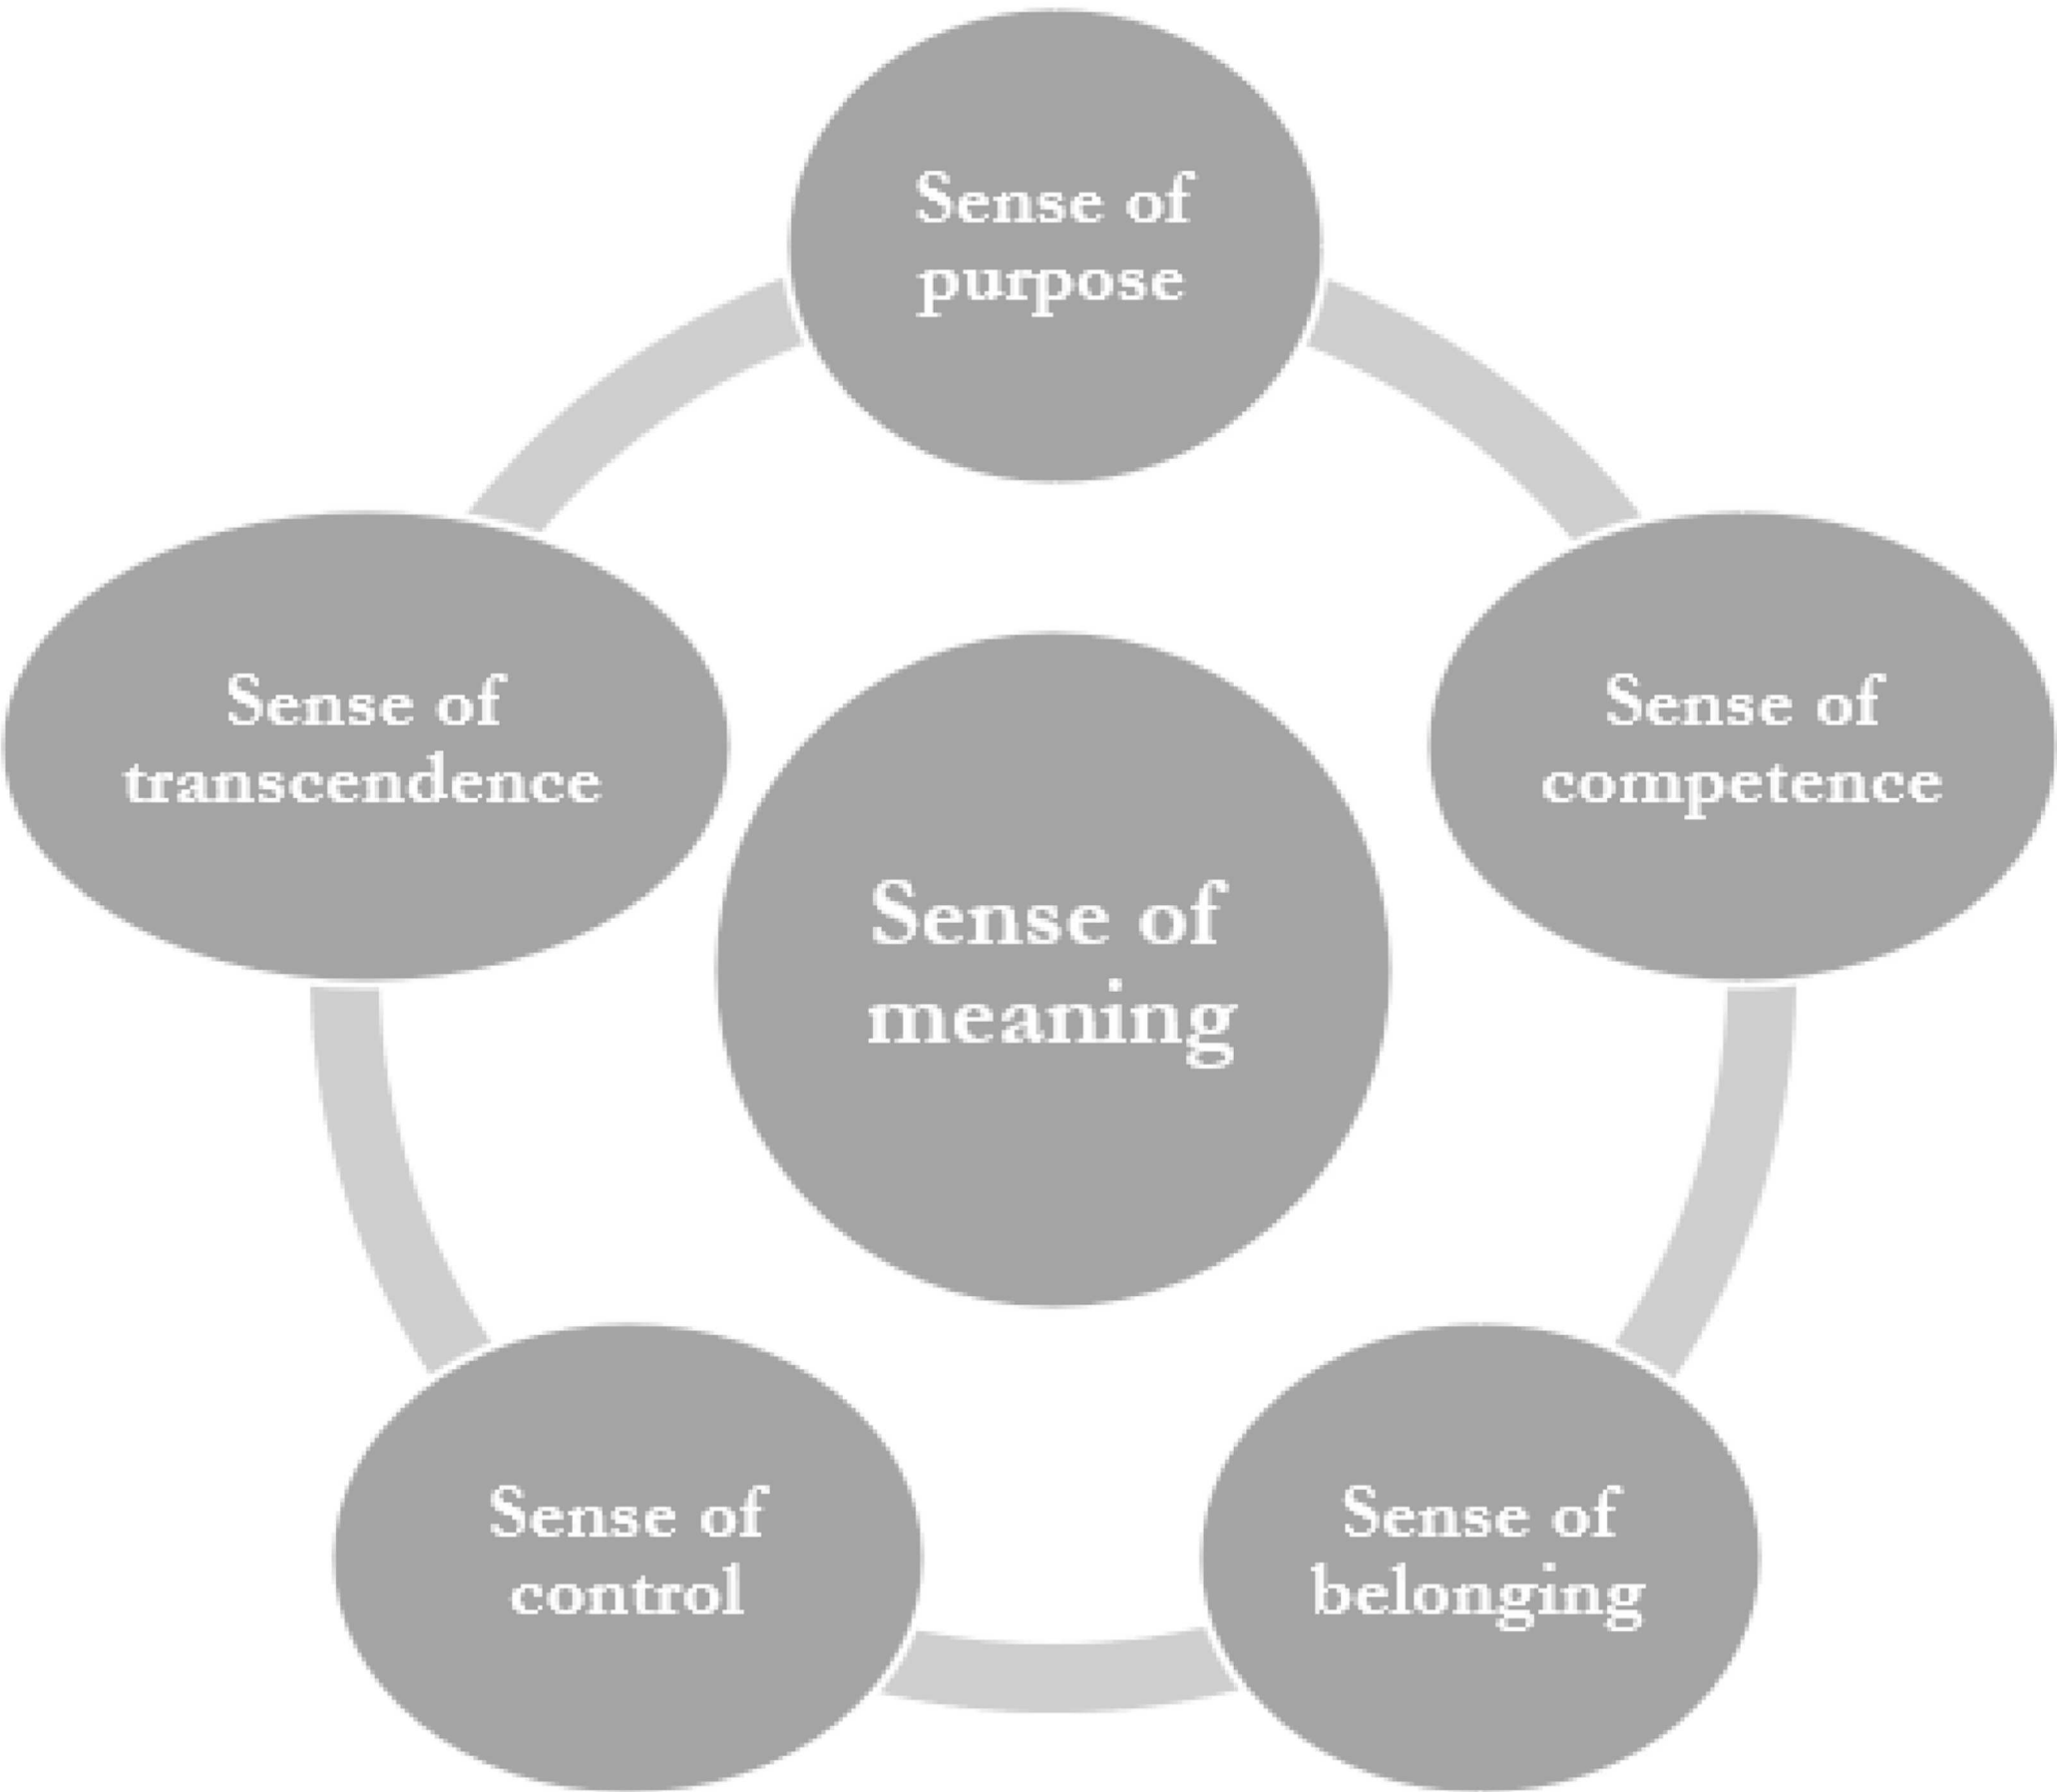 Sense of
purpose
Sense of
transcendence
Sense of
competence
Sense of
meaning
Sense of
control
Sense of
belonging